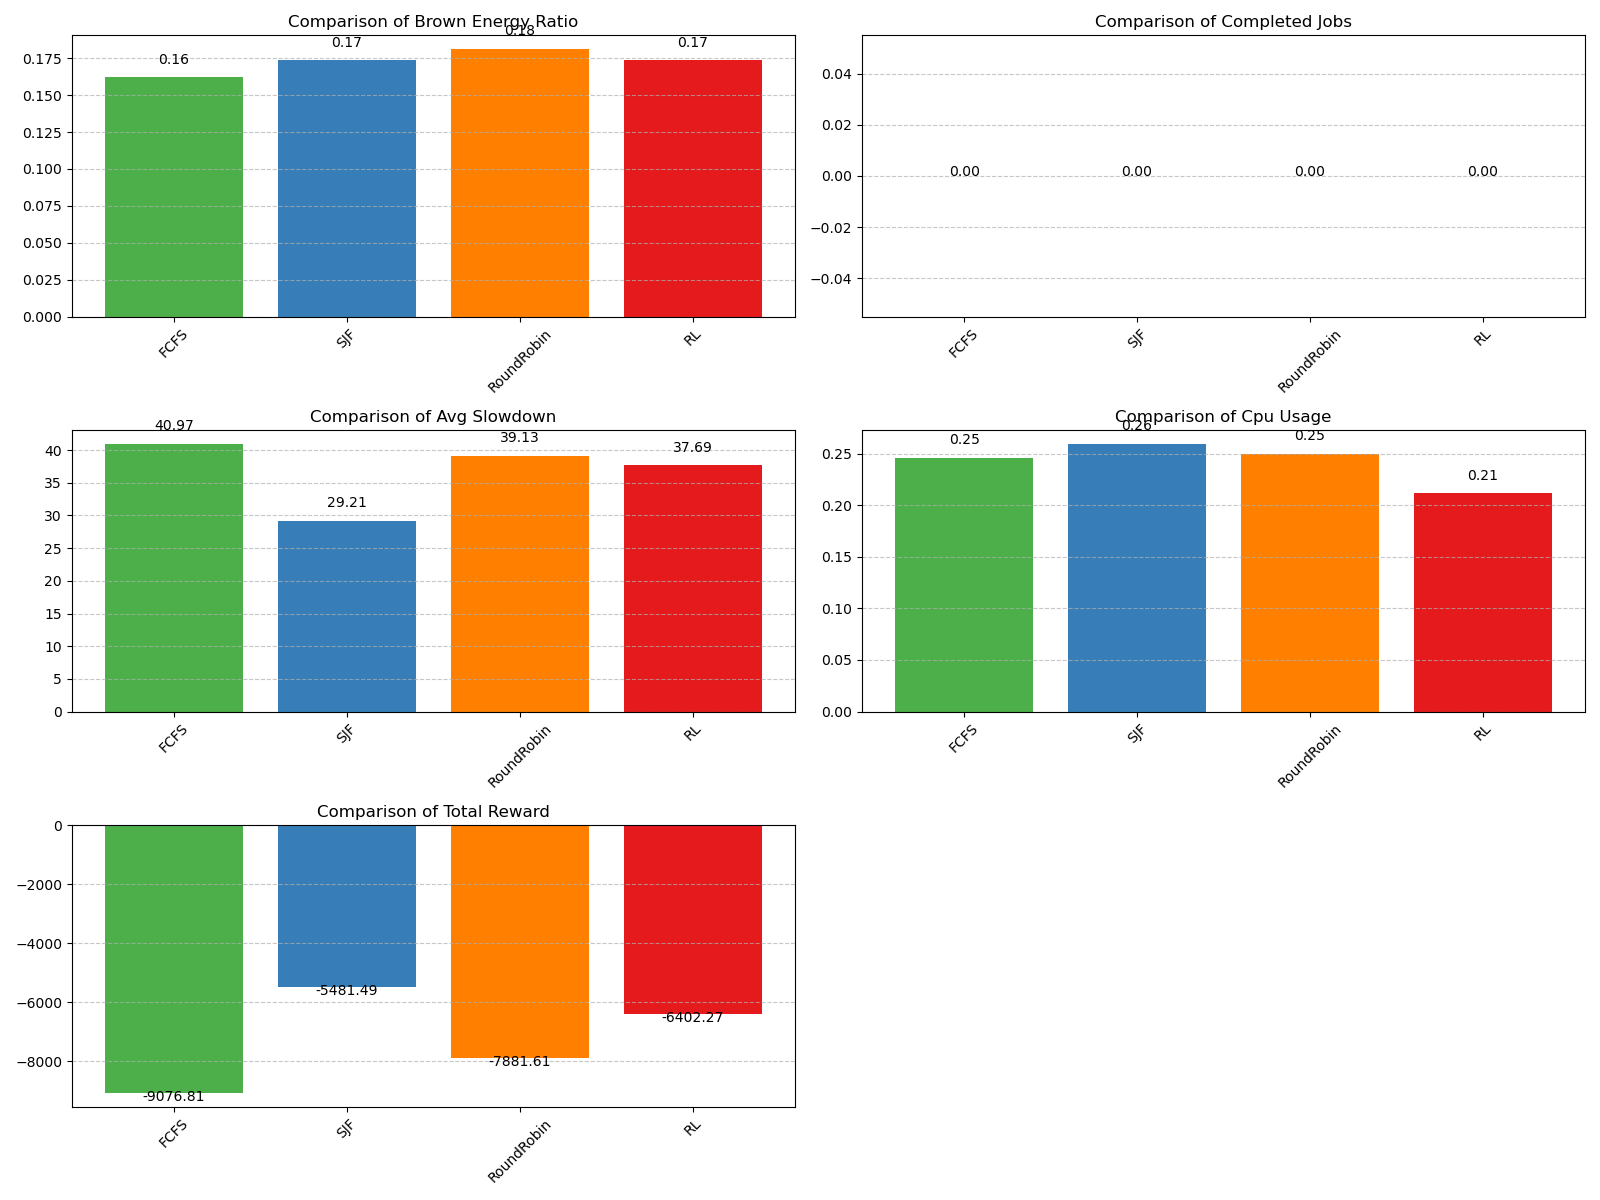 Comparison of Brown Energy Ratio
0.16
0.17
0.18
0.17
0.175
0.150
0.125
0.100
0.075
0.050
0.025
0.000
FCFS
SJF
RoundRobin
RL
Comparison of Completed Jobs
0.04
0.02
0.00
−0.02
−0.04
0.00
0.00
0.00
0.00
FCFS
SJF
RoundRobin
RL
Comparison of Avg Slowdown
40.97
29.21
39.13
37.69
40
35
30
25
20
15
10
5
0
FCFS
SJF
RoundRobin
RL
Comparison of Cpu Usage
0.25
0.26
0.25
0.21
0.25
0.20
0.15
0.10
0.05
0.00
FCFS
SJF
RoundRobin
RL
Comparison of Total Reward
0
−2000
−4000
−6000
−8000
-9076.81
-5481.49
-7881.61
-6402.27
FCFS
SJF
RoundRobin
RL